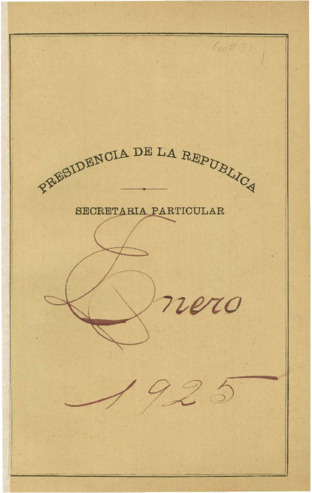 PRESIDENCIA DE LA REPUBLICA
SECRETARIA PARTICULAR
Enero
1925